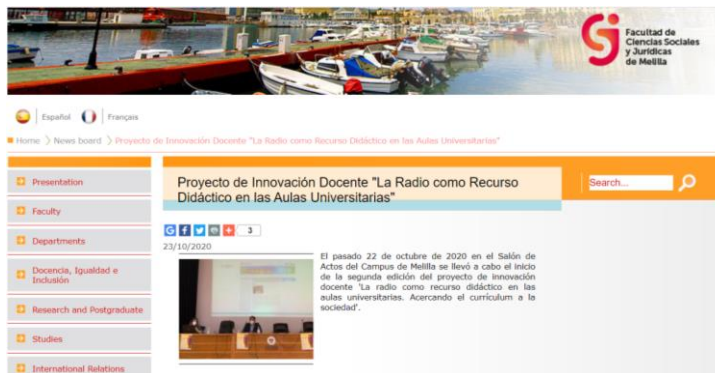 Facultad de
Ciencias Sociales
y Jurídicas
de Melilla
Español
Français
Home > News board > Proyecto de Innovación Docente "La Radio como Recurso Didáctico en las Aulas Universitarias"
Presentation
Faculty
Departments
Docencia, Igualdad e
Inclusión
Research and Postgraduate
Studies
International Relations
Proyecto de Innovación Docente "La Radio como Recurso
Didáctico en las Aulas Universitarias"
Search...
3
23/10/2020
El pasado 22 de octubre de 2020 en el Salón de
Actos del Campus de Melilla se llevó a cabo el inicio
de la segunda edición del proyecto de innovación
docente 'La radio como recurso didáctico en las
aulas universitarias. Acercando el currículum a la
sociedad'.